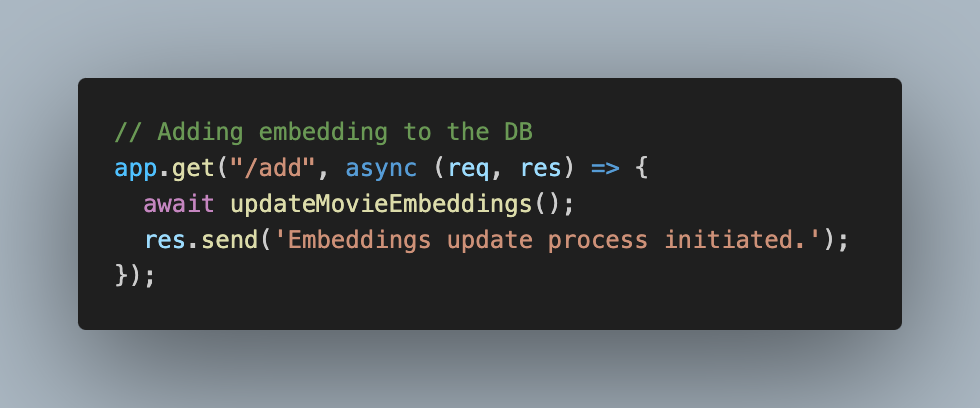 // Adding embedding to the DB
app.get("/add", async (req, res) => {
  await updateMovieEmbeddings();
  res.send('Embeddings update process initiated.');
});